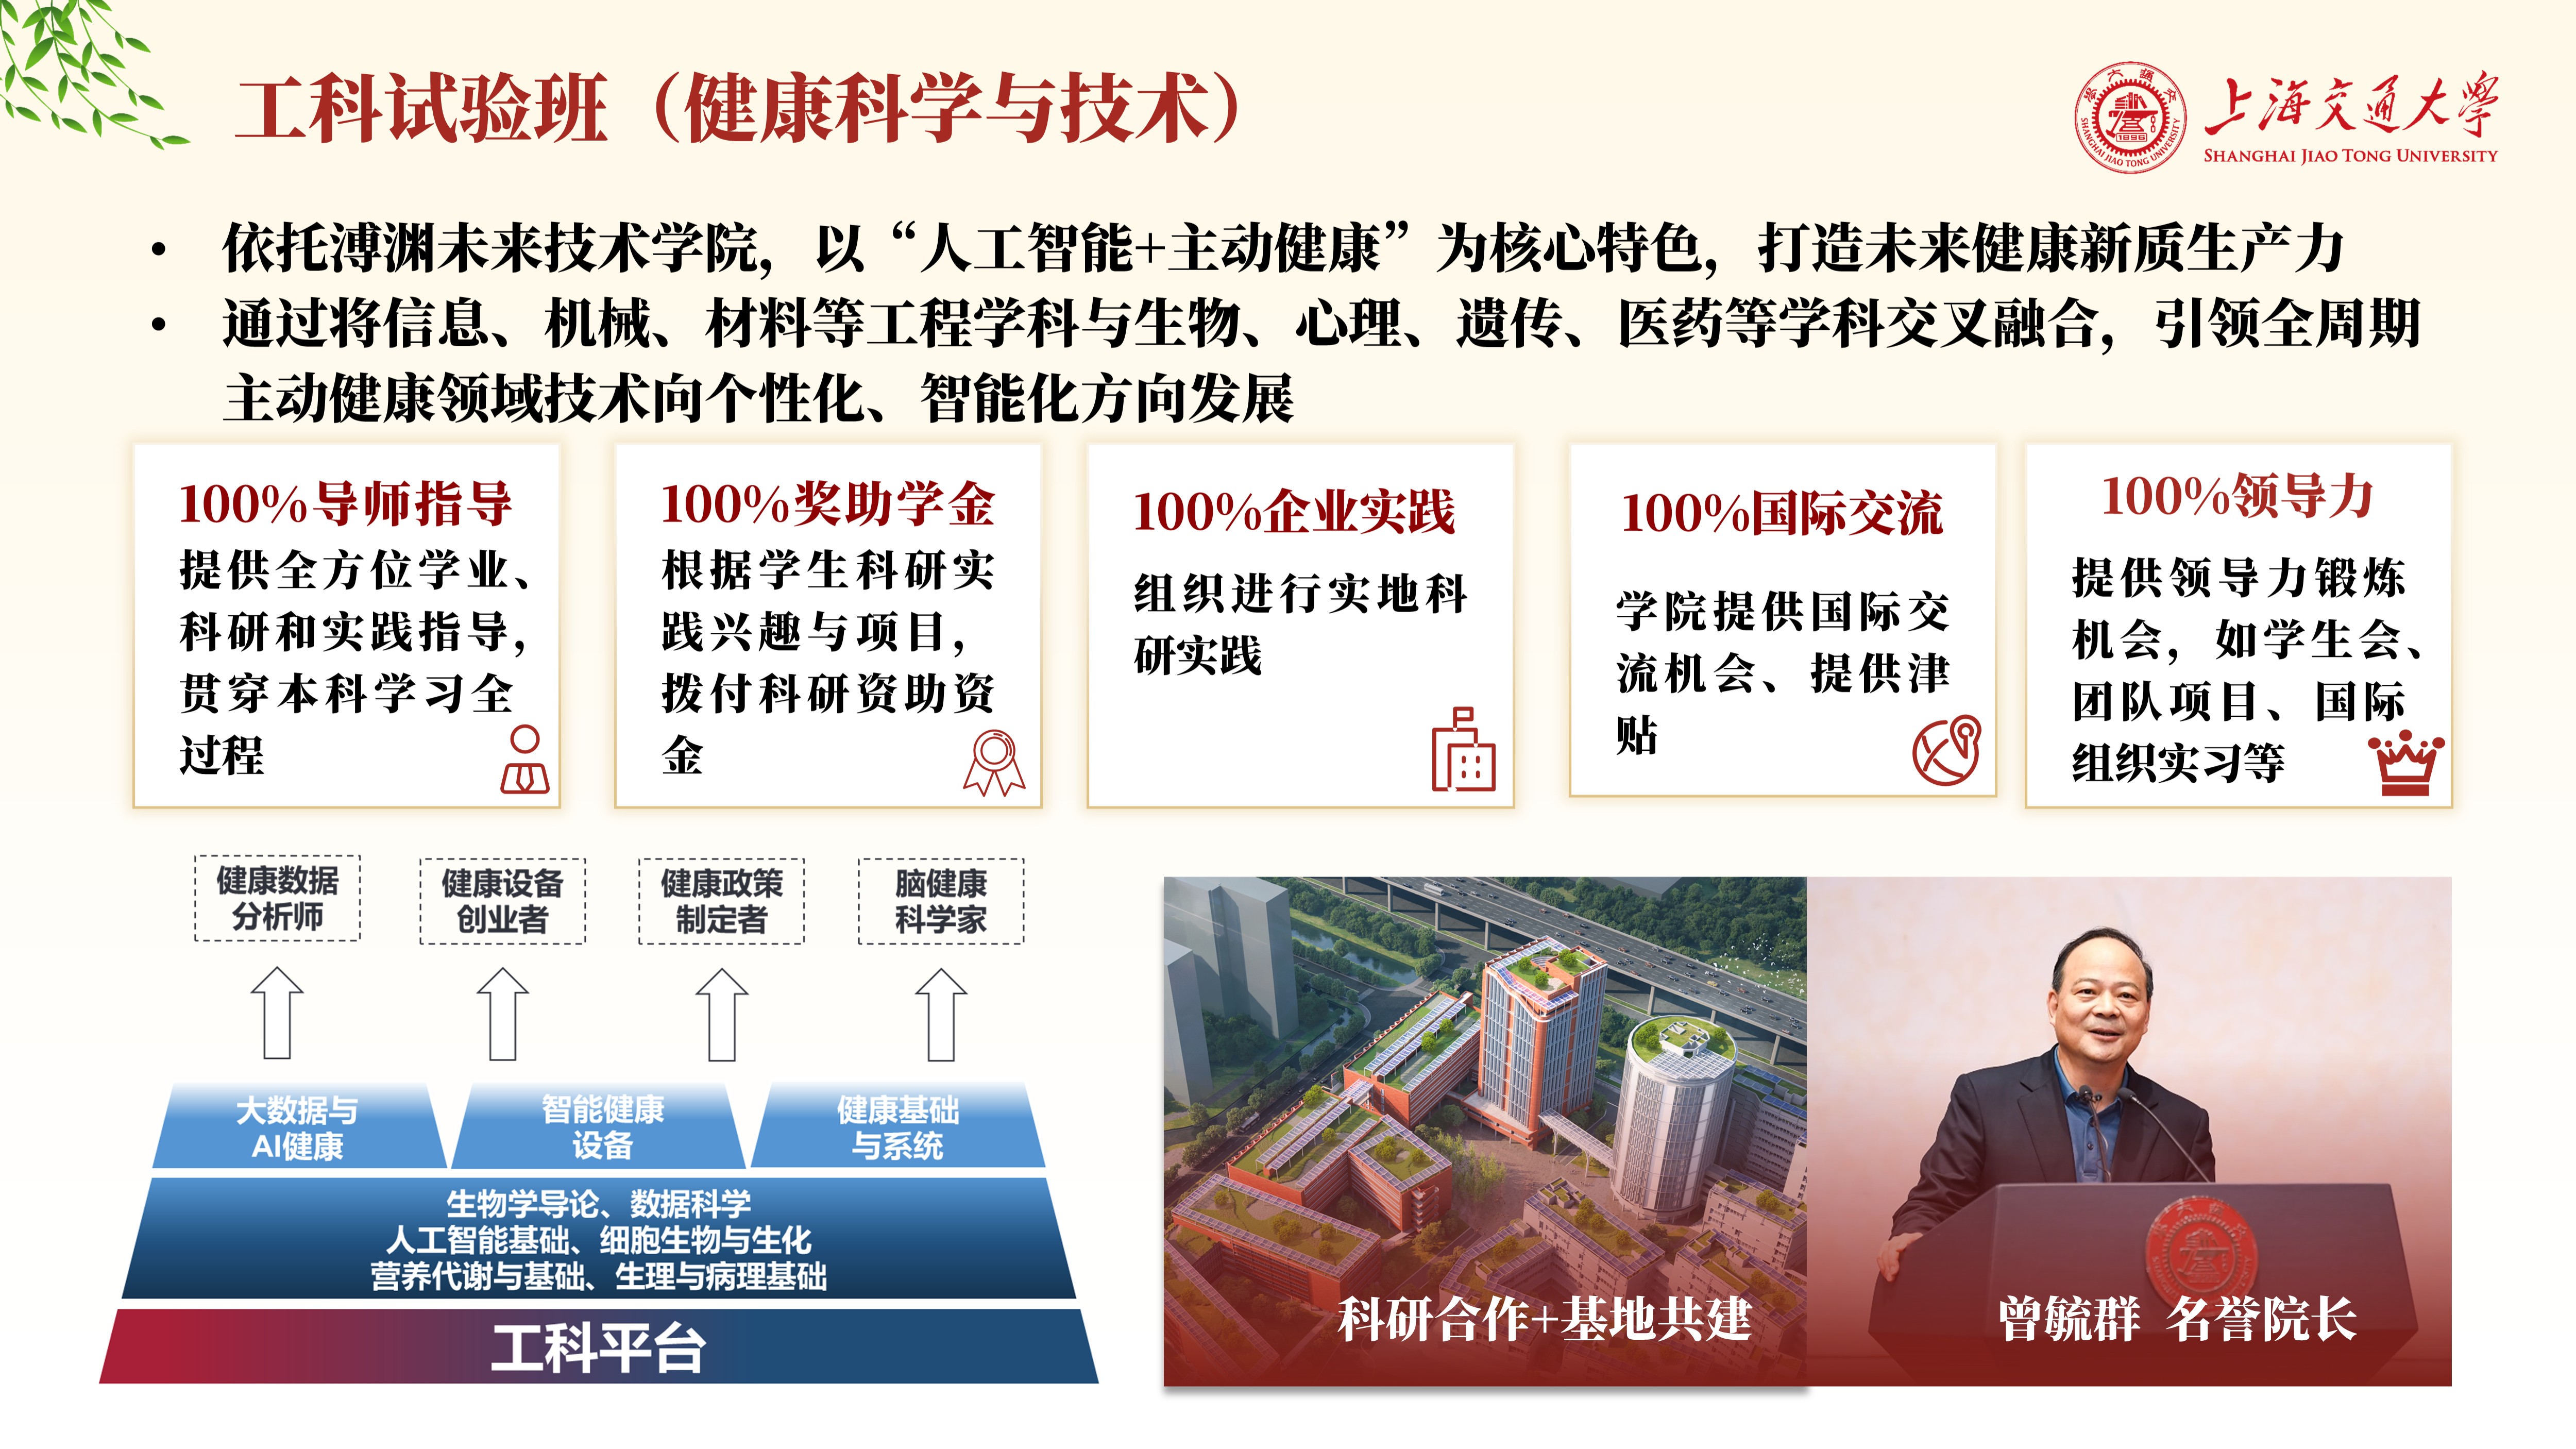 工科试验班（健康科学与技术）
上海交通大学
SHANGHAI JIAO TONG UNIVERSITY
1896
SHANGHAI JIAO TONG UNIVERSITY
• 依托溥渊未来技术学院，以“人工智能+主动健康”为核心特色，打造未来健康新质生产力
• 通过将信息、机械、材料等工程学科与生物、心理、遗传、医药等学科交叉融合，引领全周期
主动健康领域技术向个性化、智能化方向发展
100%导师指导
提供全方位学业、
科研和实践指导，
贯穿本科学习全
过程
100%奖助学金
根据学生科研实
践兴趣与项目，
拨付科研资助资
金
100%企业实践
组织进行实地科
研实践
100%国际交流
学院提供国际交
流机会、提供津
贴
100%领导力
提供领导力锻炼
机会，如学生会、
团队项目、国际
组织实习等
健康数据
分析师
健康设备
创业者
健康政策
制定者
脑健康
科学家
大数据与
AI健康
智能健康
设备
健康基础
与系统
生物学导论、数据科学
人工智能基础、细胞生物与生化
营养代谢与基础、生理与病理基础
工科平台
科研合作+基地共建
曾毓群 名誉院长